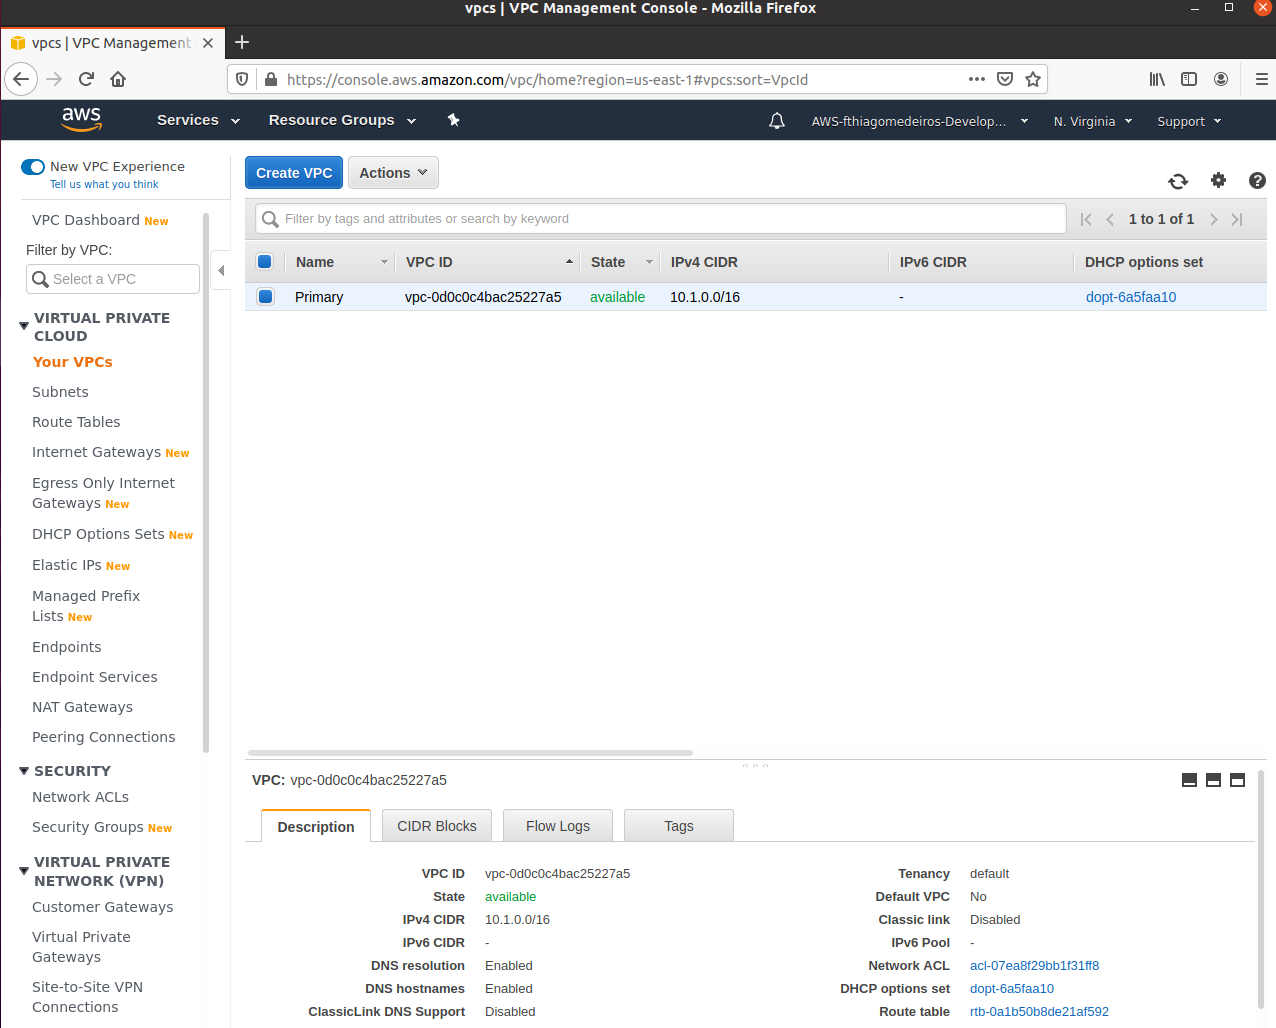 vpcs | VPC Management Console - Mozilla Firefox
vpcs | VPC Management
https://console.aws.amazon.com/vpc/home?region=us-east-1#vpcs:sort=VpcId
aws Services Resource Groups AWS-fthiagomedeiros-Develop... N. Virginia Support
New VPC Experience
Tell us what you think
VPC Dashboard New
Filter by VPC:
Select a VPC
VIRTUAL PRIVATE
CLOUD
Your VPCs
Subnets
Route Tables
Internet Gateways New
Egress Only Internet
Gateways New
DHCP Options Sets New
Elastic IPs New
Managed Prefix
Lists New
Endpoints
Endpoint Services
NAT Gateways
Peering Connections
SECURITY
Network ACLs
Security Groups New
VIRTUAL PRIVATE
NETWORK (VPN)
Customer Gateways
Virtual Private
Gateways
Site-to-Site VPN
Connections
Create VPC Actions
Filter by tags and attributes or search by keyword
1 to 1 of 1
Name VPC ID State IPv4 CIDR IPv6 CIDR DHCP options set
Primary vpc-0d0c0c4bac25227a5 available 10.1.0.0/16 - dopt-6a5faa10
VPC: vpc-0d0c0c4bac25227a5
Description CIDR Blocks Flow Logs Tags
VPC ID vpc-0d0c0c4bac25227a5 Tenancy default
State available Default VPC No
IPv4 CIDR 10.1.0.0/16 Classic link Disabled
IPv6 CIDR - IPv6 Pool -
DNS resolution Enabled Network ACL acl-07ea8f29bb1f31ff8
DNS hostnames Enabled DHCP options set dopt-6a5faa10
ClassicLink DNS Support Disabled Route table rtb-0a1b50b8de21af592